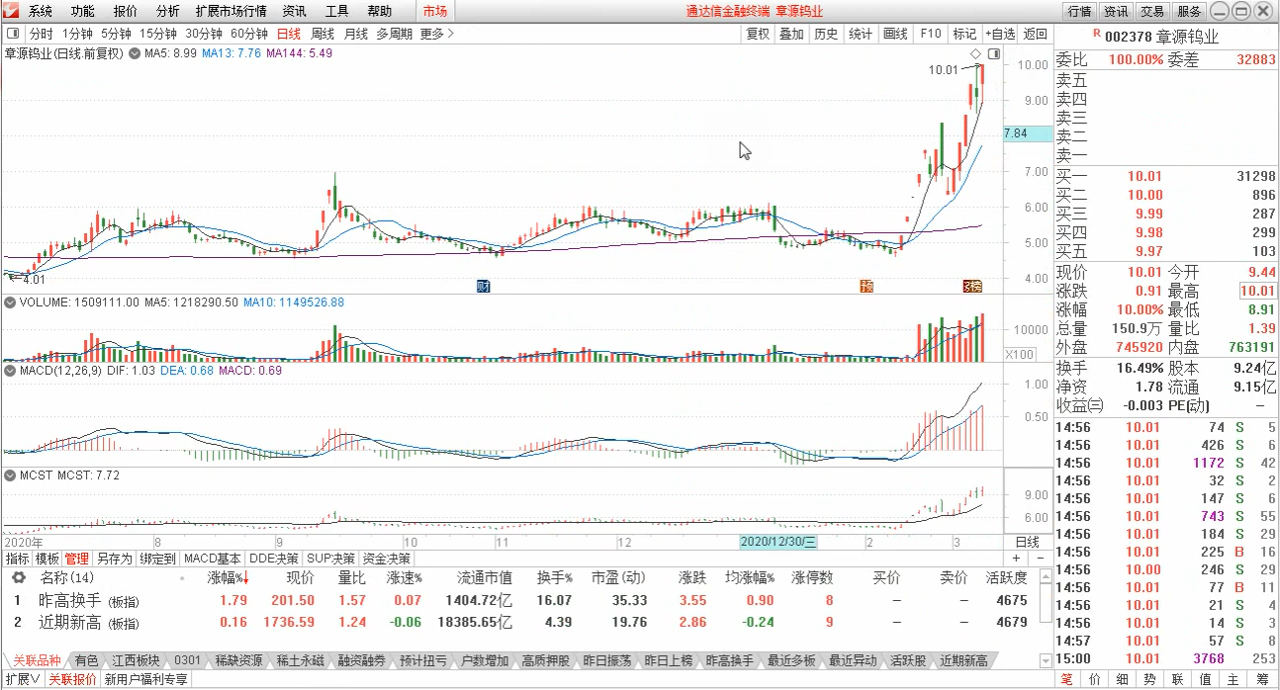 系统 功能 报价 分析 扩展市场行情 资讯 工具 帮助 市场 通达信金融终端 章源钨业 行情 资讯 交易 服务
分时 1分钟 5分钟 15分钟 30分钟 60分钟 日线 周线 月线 多周期 更多> 复权 叠加 历史 统计 画线 F10 标记 +自选 返回
R 002378 章源钨业
章源钨业(日线.前复权) MA5: 8.99 MA13: 7.76 MA144: 5.49
10.01
10.00
9.00
7.84
7.00
6.00
5.00
4.00
4.01
财
预
榜
VOLUME: 1509111.00 MA5: 1218290.50 MA10: 1149526.88
10000
X100
MACD(12,26,9) DIF: 1.03 DEA: 0.68 MACD: 0.69
1.00
0.50
MCST MCST: 7.72
9.00
6.00
2020年 8 9 10 11 12 2020/12/30/三 2 3 日线
指标 模板 管理 另存为 绑定到 MACD基本 DDE决策 SUP决策 资金决策 + −
名称(14) 涨幅%↓ 现价 量比 涨速% 流通市值 换手% 市盈(动) 涨跌 均涨幅% 涨停数 买价 卖价 活跃度
1 昨高换手 (板指) 1.79 201.50 1.57 0.07 1404.72亿 16.07 35.33 3.55 0.90 8 — — 4675
2 近期新高 (板指) 0.16 1736.59 1.24 -0.06 18385.65亿 4.39 19.76 2.86 -0.24 9 — — 4679
关联品种 有色 江西板块 0301 稀缺资源 稀土永磁 融资融券 预计扭亏 户数增加 高质押股 昨日振荡 昨日上榜 昨高换手 最近多板 最近异动 活跃股 近期新高
扩展∨ 关联报价 新用户福利专享
委比 100.00% 委差 32883
卖五
卖四
卖三
卖二
卖一
买一 10.01 31298
买二 10.00 896
买三 9.99 287
买四 9.98 299
买五 9.97 103
现价 10.01 今开 9.44
涨跌 0.91 最高 10.01
涨幅 10.00% 最低 8.91
总量 150.9万 量比 1.39
外盘 745920 内盘 763191
换手 16.49% 股本 9.24亿
净资 1.78 流通 9.15亿
收益㈢ -0.003 PE(动) —
14:56 10.01 74 S 5
14:56 10.01 426 S 6
14:56 10.01 1172 S 42
14:56 10.01 32 S 2
14:56 10.01 147 S 6
14:56 10.01 743 S 55
14:56 10.01 184 S 29
14:56 10.01 225 B 16
14:56 10.00 246 S 29
14:56 10.01 77 B 11
14:56 10.01 21 S 4
14:56 10.01 14 S 3
14:57 10.01 57 S 8
15:00 10.01 3768 253
笔 价 细 势 联 值 主 筹